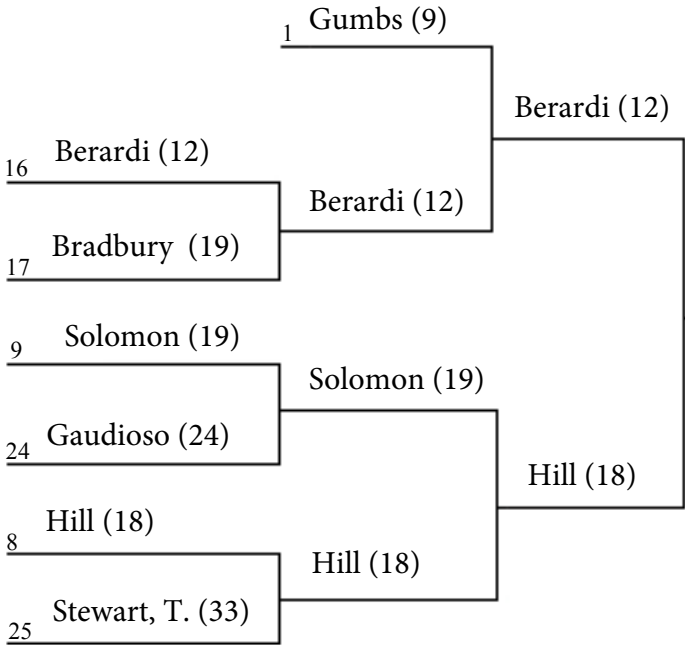 Gumbs (9)
1
Berardi (12)
Berardi (12)
16
Berardi (12)
Bradbury (19)
17
Solomon (19)
9
Solomon (19)
Gaudioso (24)
24
Hill (18)
Hill (18)
8
Hill (18)
Stewart, T. (33)
25